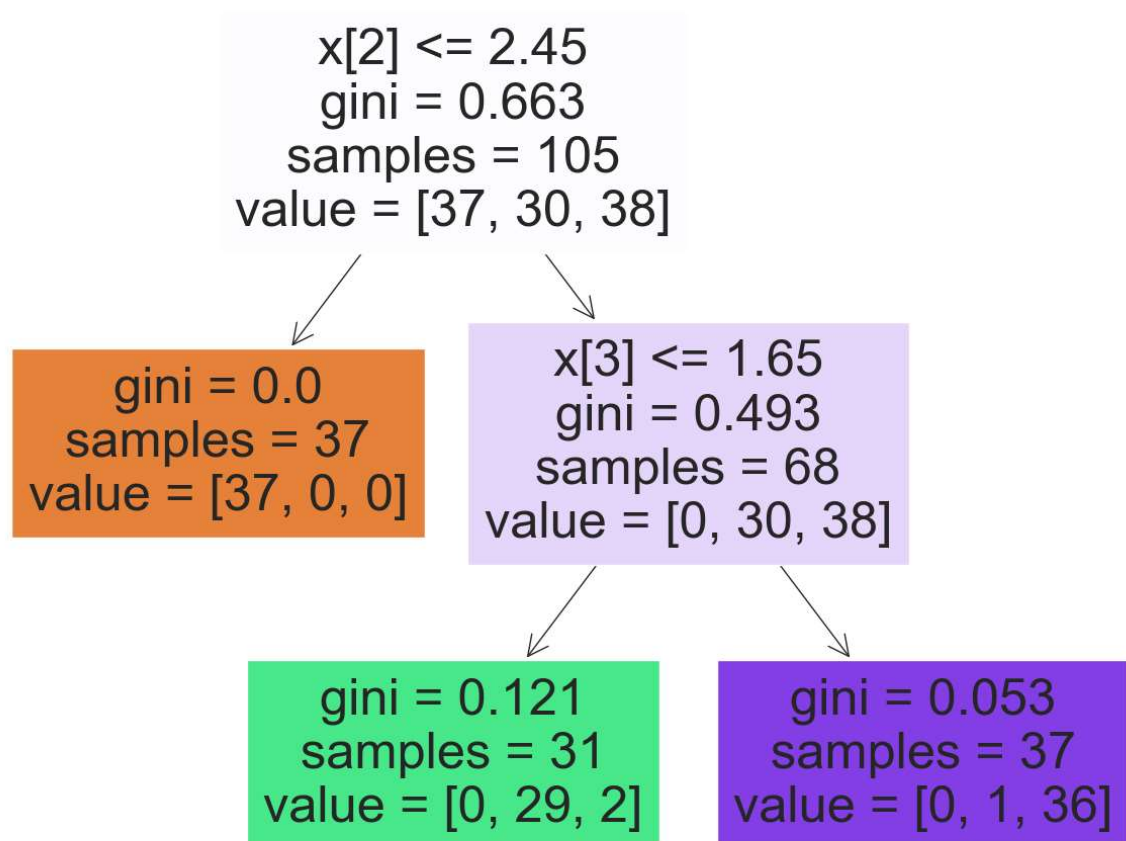 x[2] <= 2.45
gini = 0.663
samples = 105
value = [37, 30, 38]
gini = 0.0
samples = 37
value = [37, 0, 0]
x[3] <= 1.65
gini = 0.493
samples = 68
value = [0, 30, 38]
gini = 0.121
samples = 31
value = [0, 29, 2]
gini = 0.053
samples = 37
value = [0, 1, 36]